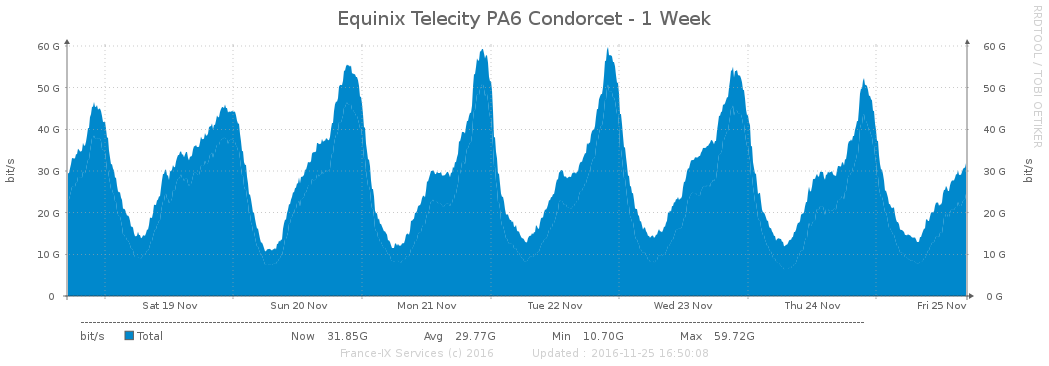 Equinix Telecity PA6 Condorcet - 1 Week
RRDTOOL / TOBI OETIKER
60 G 60 G
50 G 50 G
40 G 40 G
30 G 30 G
20 G 20 G
10 G 10 G
0 0 G
bit/s
bit/s
Sat 19 Nov Sun 20 Nov Mon 21 Nov Tue 22 Nov Wed 23 Nov Thu 24 Nov Fri 25 Nov
bit/s Total Now 31.85G Avg 29.77G Min 10.70G Max 59.72G
France-IX Services (c) 2016 Updated : 2016-11-25 16:50:08